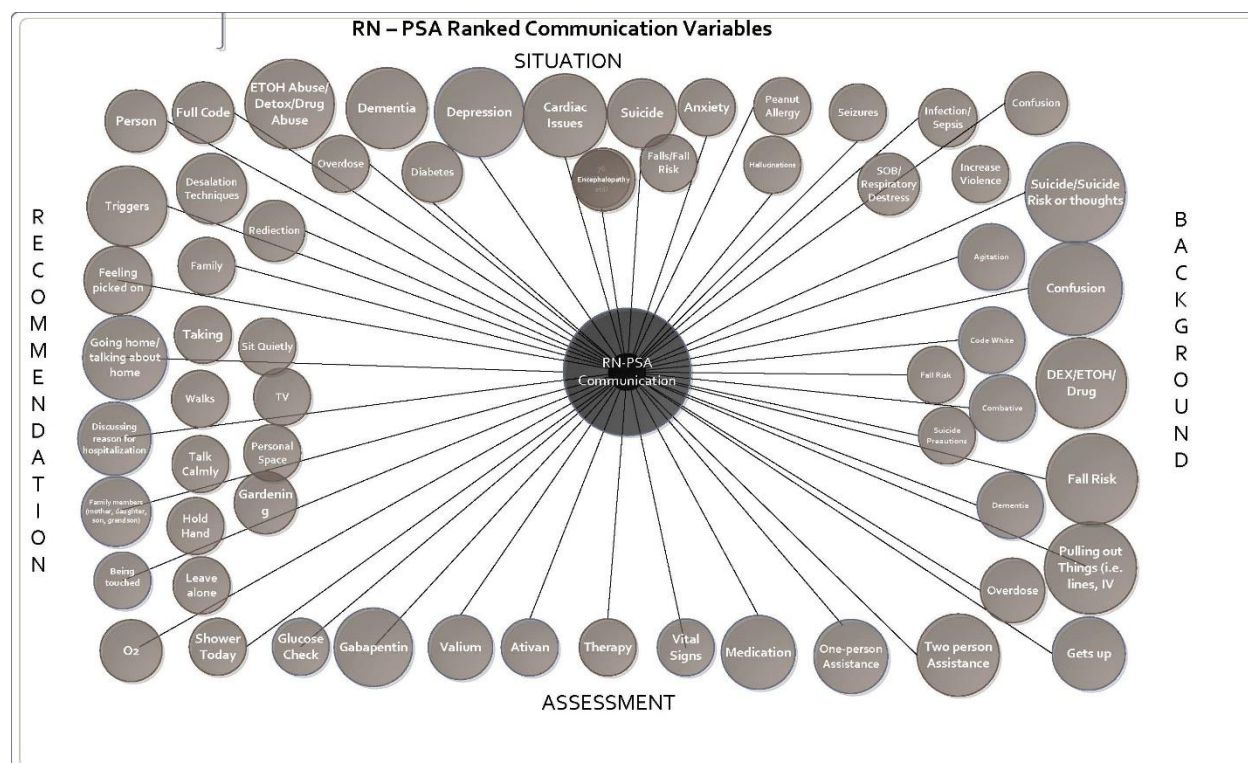 RN – PSA Ranked Communication Variables
SITUATION
Person
Full Code
ETOH Abuse/
Detox/Drug
Abuse
Dementia
Depression
Cardiac
Issues
Suicide
Anxiety
Peanut
Allergy
Seizures
Infection/
Sepsis
Confusion
Overdose
Diabetes
Encephalopathy
Falls/Fall
Risk
Hallucinations
SOB/
Respiratory
Destress
Increase
Violence
RECOMMENDATION
Triggers
Desalation
Techniques
Rediection
Feeling
picked on
Family
Going home/
talking about
home
Taking
Sit Quietly
Walks
TV
Discussing
reason for
hospitalization
Talk
Calmly
Personal
Space
Family members
(mother, daughter,
son, grandson)
Gardenin
g
Hold
Hand
Being
touched
Leave
alone
RN-PSA
Communication
BACKGROUND
Suicide/Suicide
Risk or thoughts
Agitation
Confusion
Code White
Fall Risk
DEX/ETOH/
Drug
Combative
Suicide
Preautions
Fall Risk
Dementia
Pulling out
Things (i.e.
lines, IV
Overdose
O2
Shower
Today
Glucose
Check
Gabapentin
Valium
Ativan
Therapy
Vital
Signs
Medication
One-person
Assistance
Two person
Assistance
Gets up
ASSESSMENT